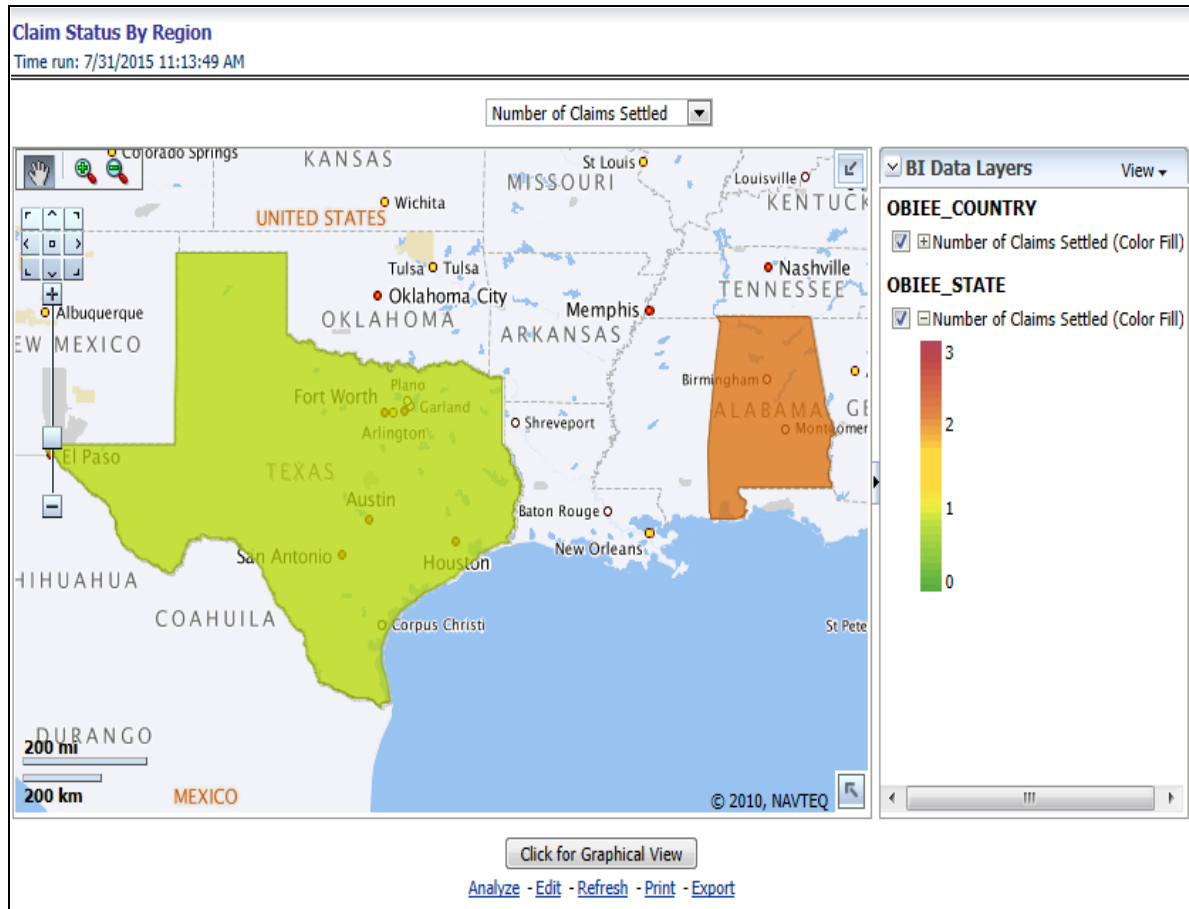 Claim Status By Region
Time run: 7/31/2015 11:13:49 AM
Number of Claims Settled
Colorado Springs
KANSAS
St Louis
MISSOURI
Louisville
KENTUCK
Wichita
UNITED STATES
Tulsa Tulsa
Nashville
TENNESSEE
Oklahoma City
Memphis
Albuquerque
OKLAHOMA
ARKANSAS
EW MEXICO
Birmingham
Plano
Fort Worth
Garland
ALABAMA
GE
Shreveport
Montgomer
Arlington
El Paso
TEXAS
Austin
Baton Rouge
New Orleans
San Antonio
Houston
HIHUAHUA
COAHUILA
Corpus Christi
St Pete
DURANGO
200 mi
200 km
MEXICO
© 2010, NAVTEQ
BI Data Layers View
OBIEE_COUNTRY
Number of Claims Settled (Color Fill)
OBIEE_STATE
Number of Claims Settled (Color Fill)
3
2
1
0
Click for Graphical View
Analyze - Edit - Refresh - Print - Export